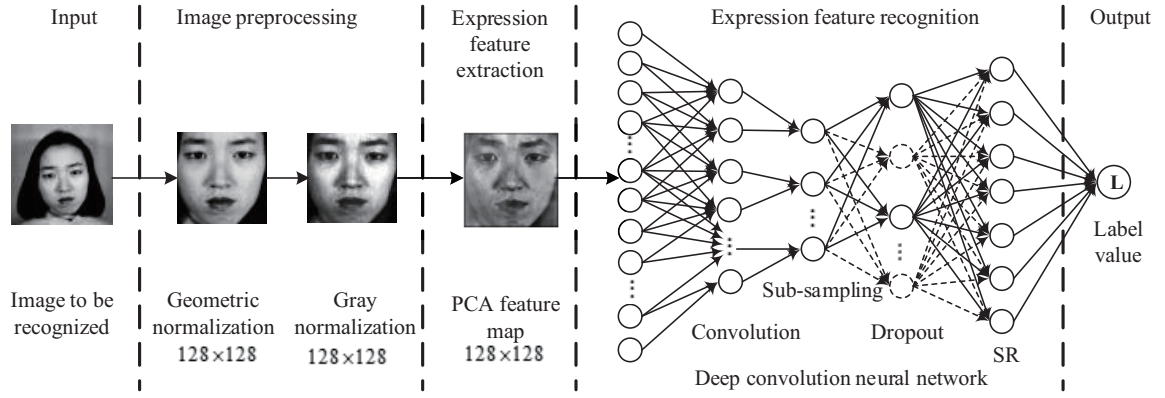 Input
Image preprocessing
Expression
feature
extraction
Expression feature recognition
Output
L
Label
value
Image to be
recognized
Geometric
normalization
128×128
Gray
normalization
128×128
PCA feature
map
128×128
Convolution
Sub-sampling
Dropout
SR
Deep convolution neural network